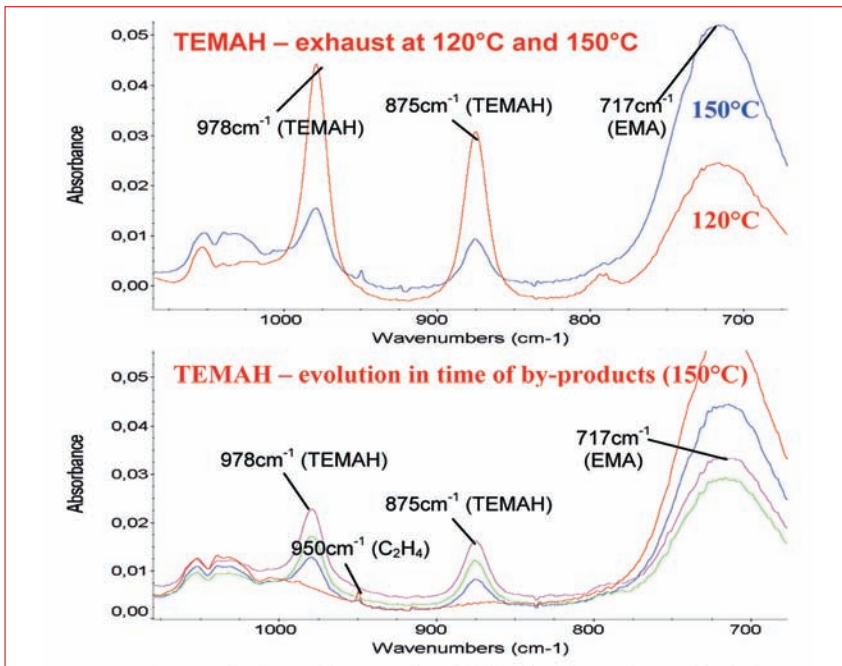 TEMAH – exhaust at 120°C and 150°C
0,05
0,04
0,03
0,02
0,01
0,00
Absorbance
978cm⁻¹ (TEMAH)
875cm⁻¹ (TEMAH)
717cm⁻¹
(EMA)
150°C
120°C
1000
900
800
700
Wavenumbers (cm-1)
TEMAH – evolution in time of by-products (150°C)
0,05
0,04
0,03
0,02
0,01
0,00
Absorbance
978cm⁻¹ (TEMAH)
950cm⁻¹ (C₂H₄)
875cm⁻¹ (TEMAH)
717cm⁻¹
(EMA)
1000
900
800
700
Wavenumbers (cm-1)